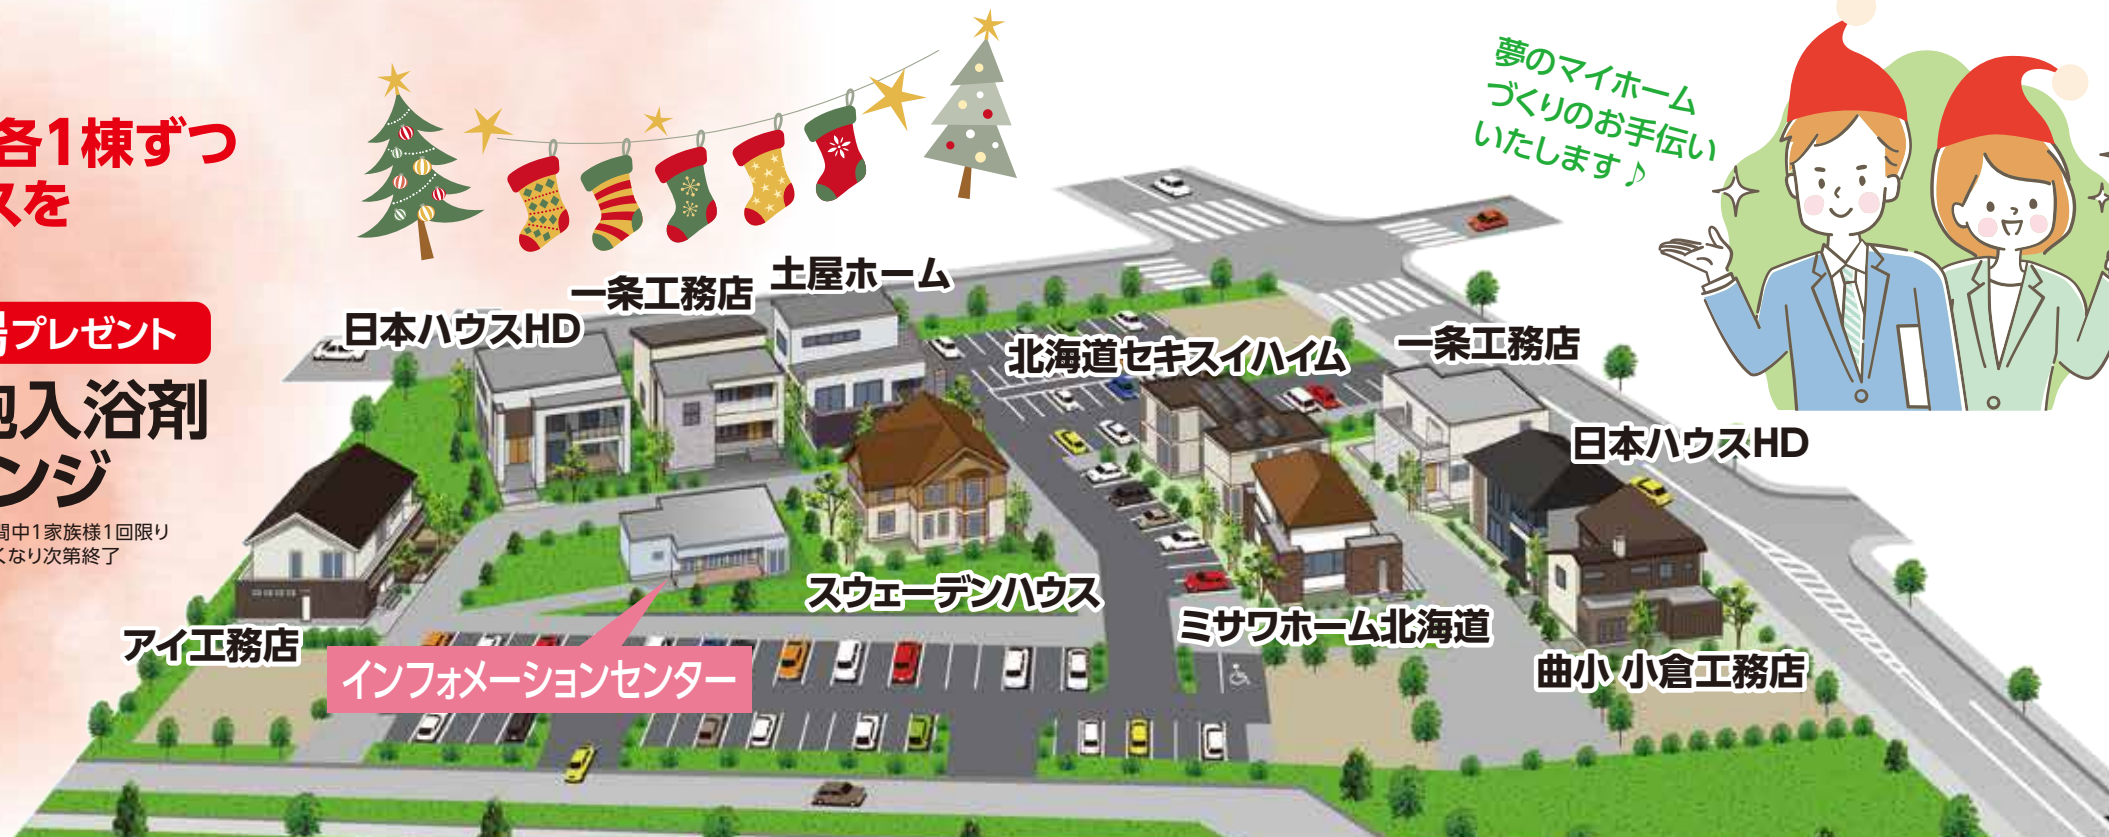 各1棟ずつ
スを
場プレゼント
泡入浴剤
ンジ
間中1家族様1回限り
くなり次第終了
夢のマイホーム
づくりのお手伝い
いたします♪
土屋ホーム
一条工務店
日本ハウスHD
北海道セキスイハイム
一条工務店
日本ハウスHD
スウェーデンハウス
アイ工務店
インフォメーションセンター
ミサワホーム北海道
曲小 小倉工務店